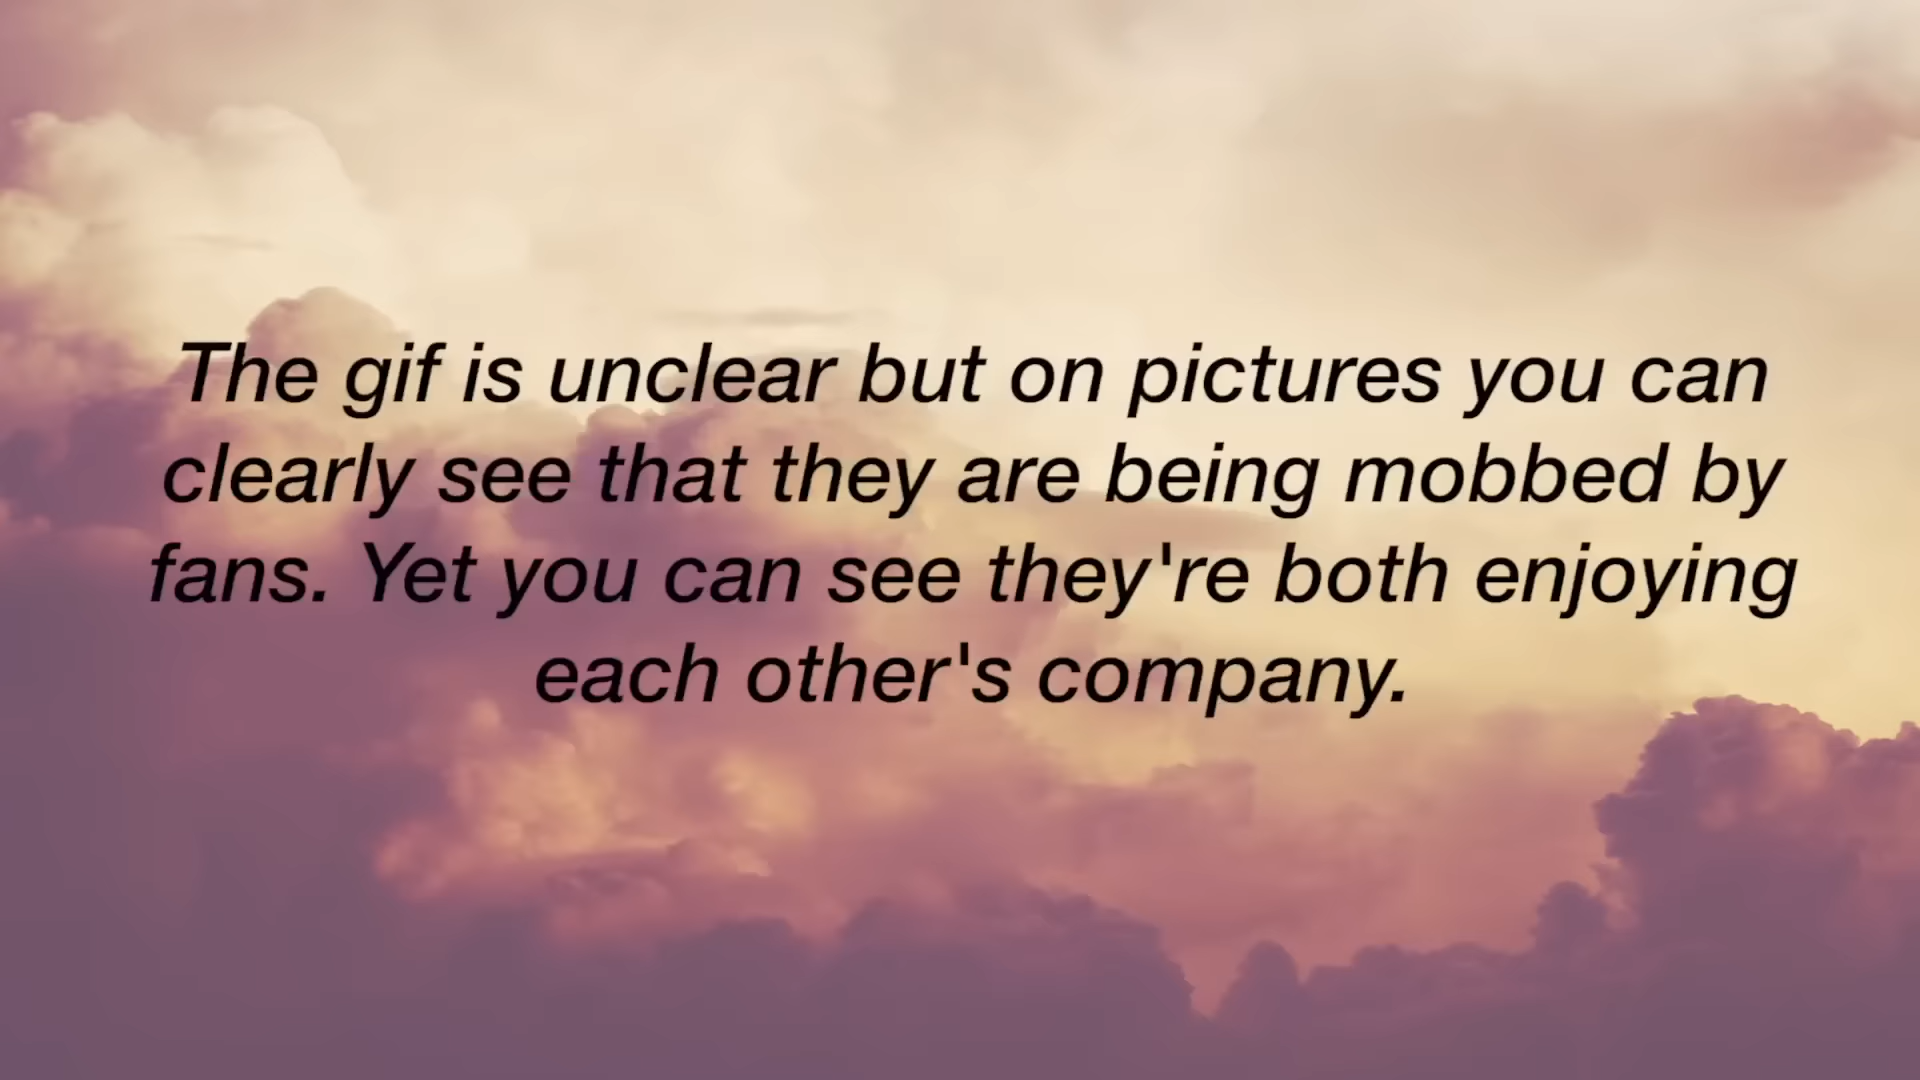 The gif is unclear but on pictures you can
clearly see that they are being mobbed by
fans. Yet you can see they're both enjoying
each other's company.